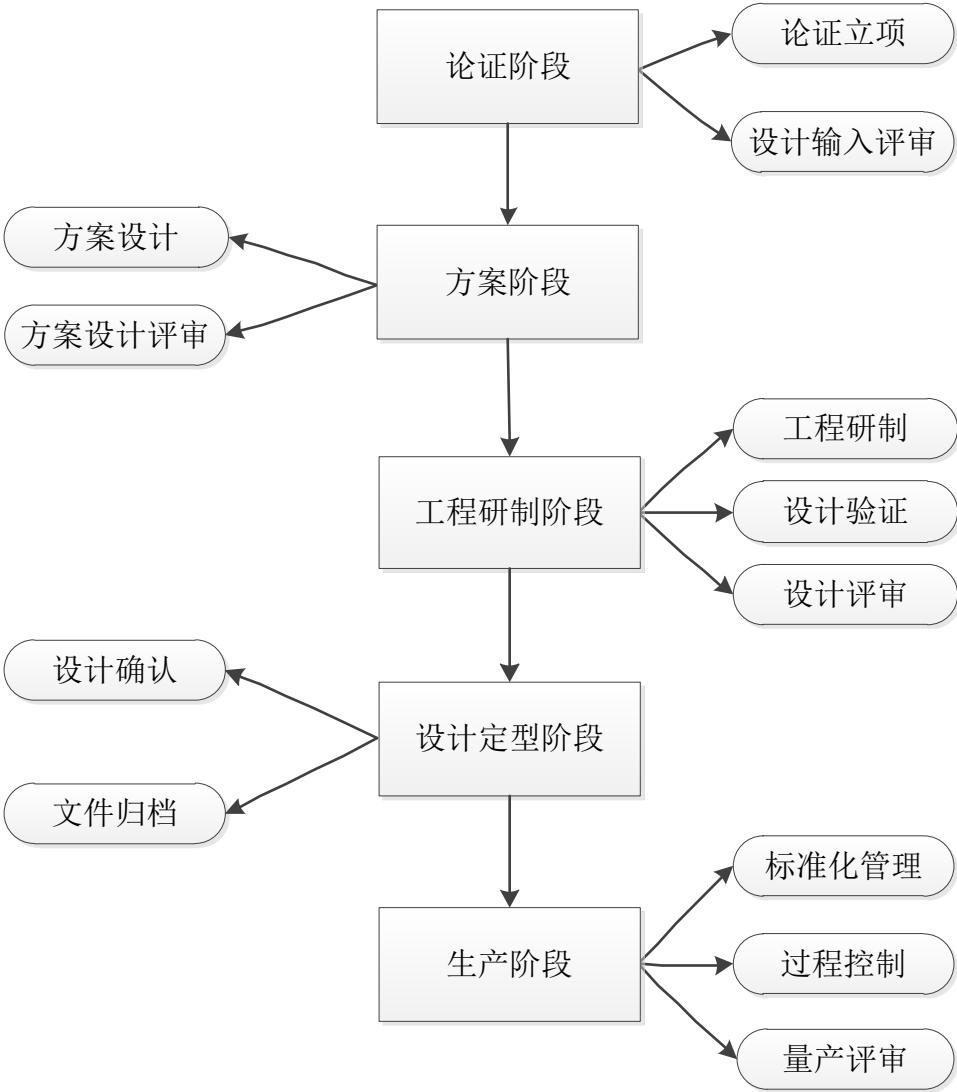 论证阶段
论证立项
设计输入评审
方案设计
方案阶段
方案设计评审
工程研制阶段
工程研制
设计验证
设计评审
设计确认
设计定型阶段
文件归档
标准化管理
生产阶段
过程控制
量产评审